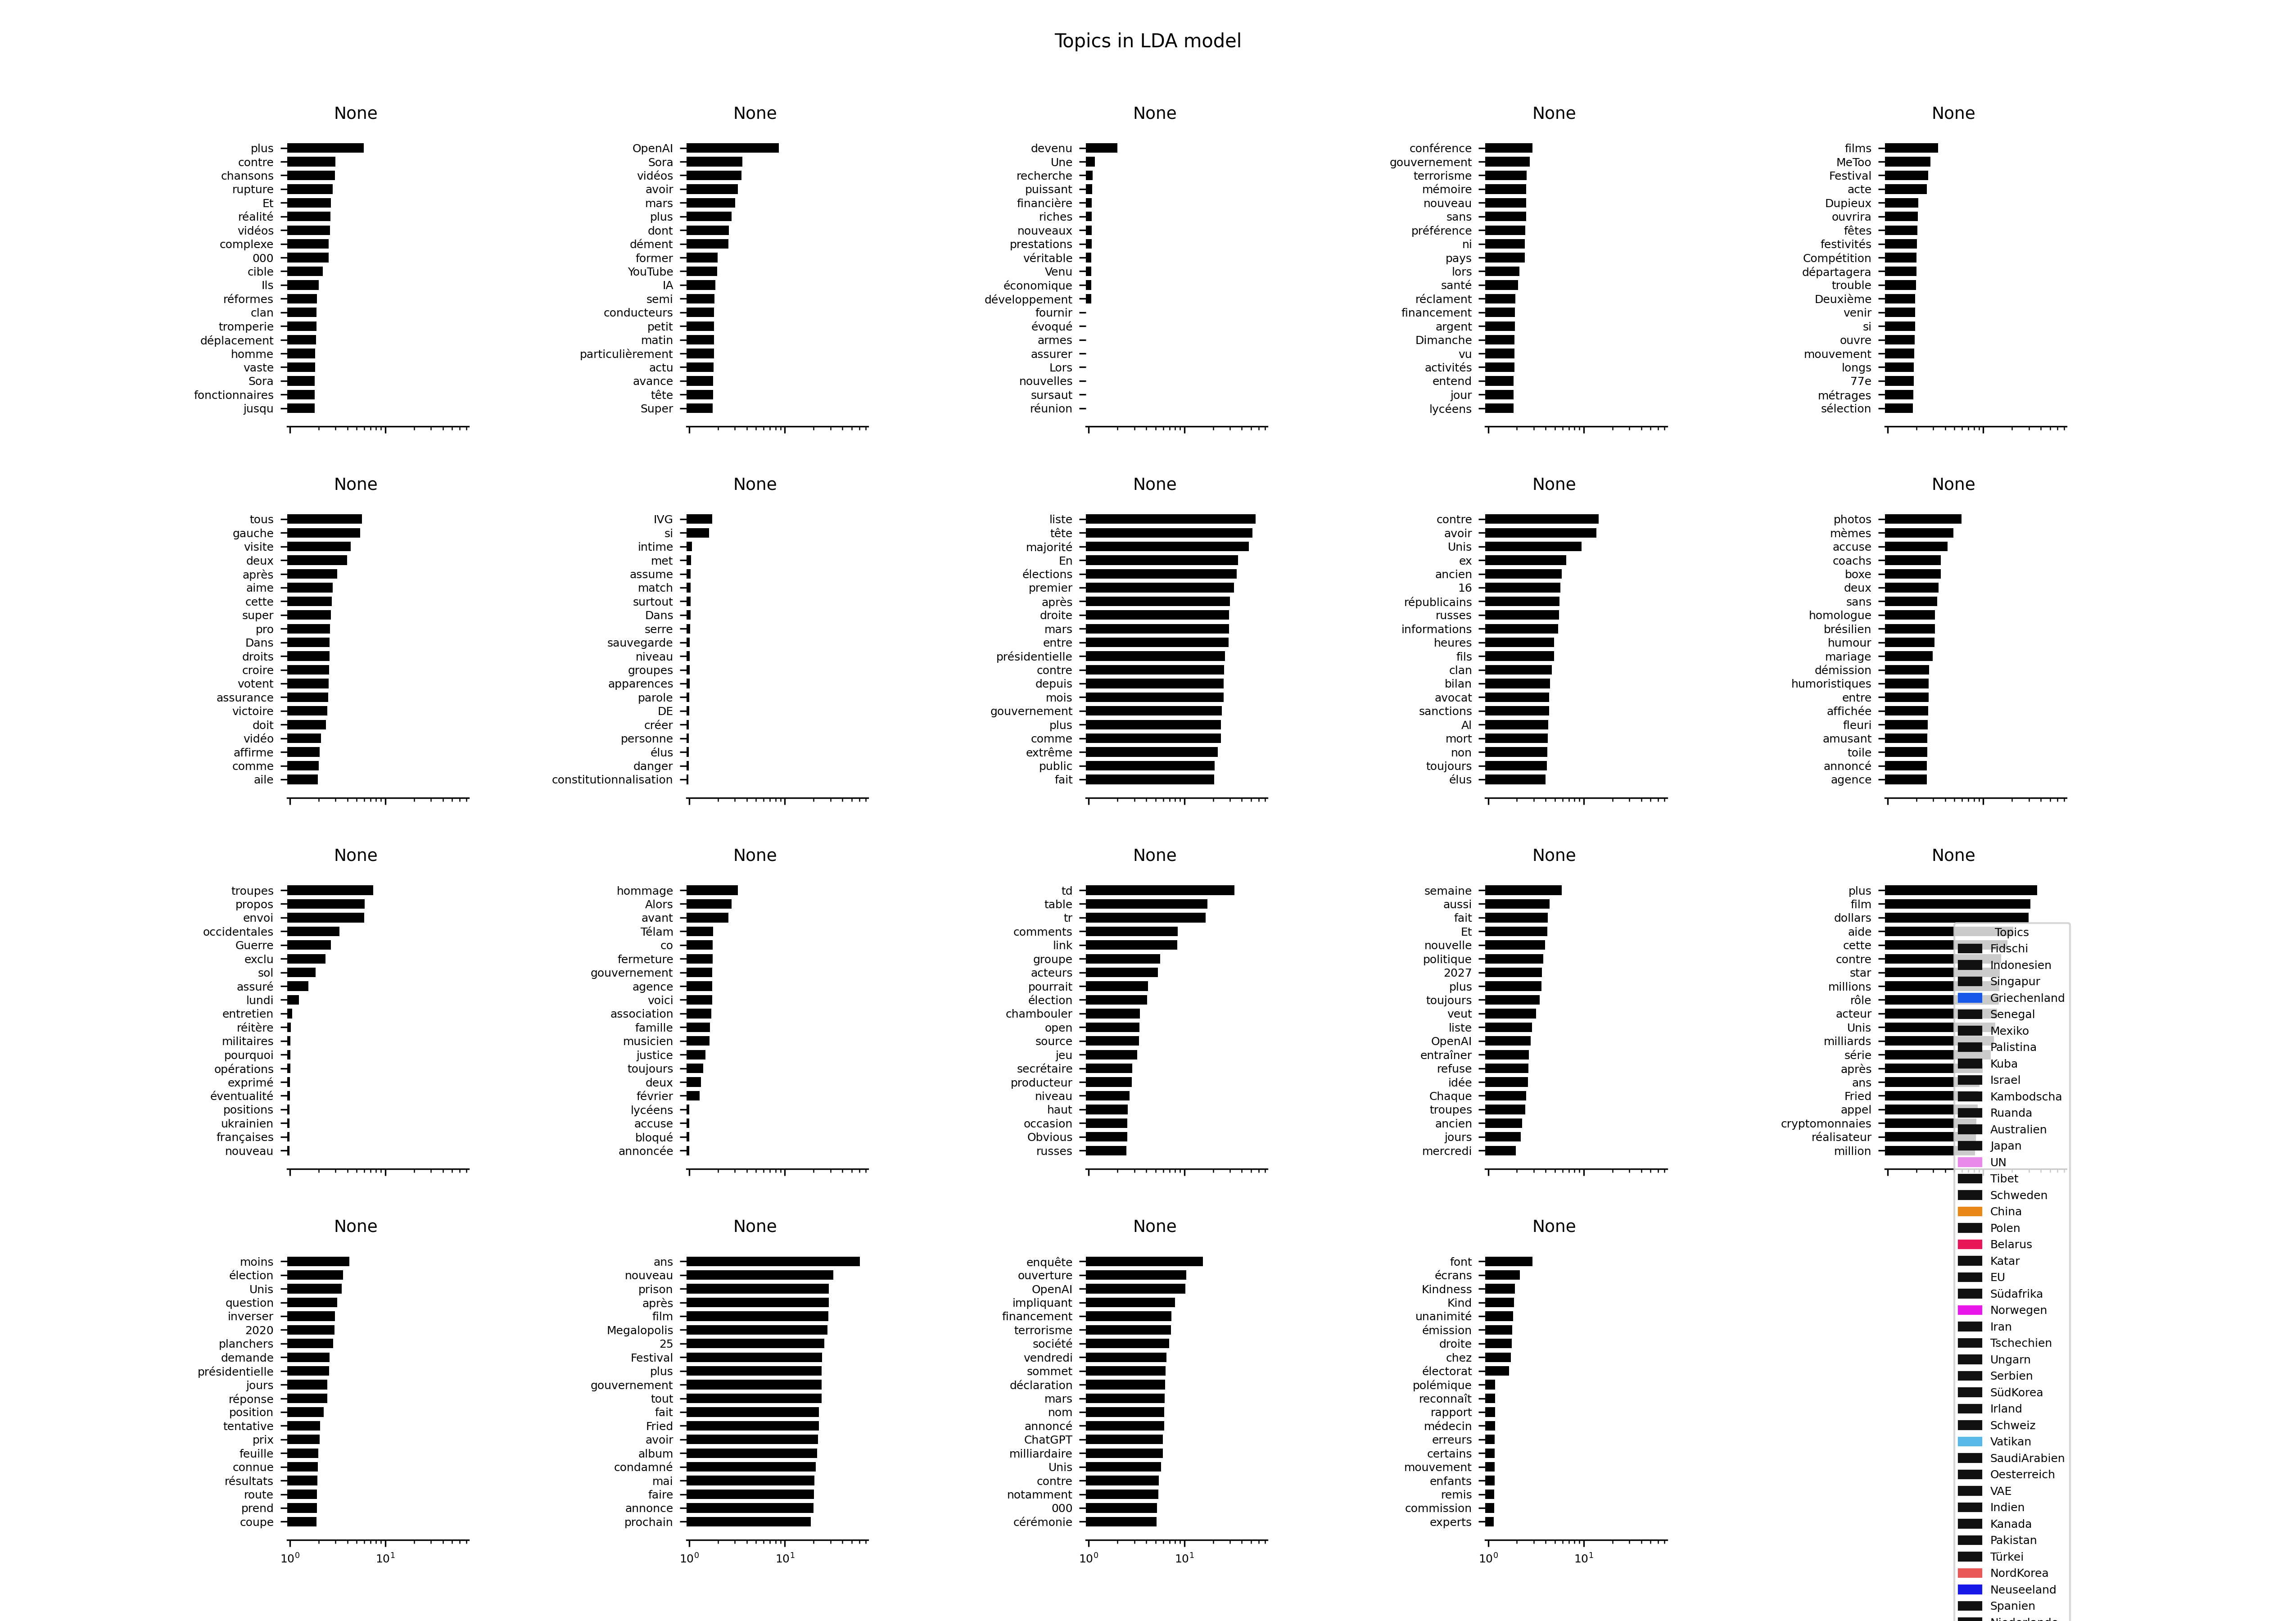 Topics in LDA model
None
plus
contre
chansons
rupture
Et
réalité
vidéos
complexe
000
cible
Ils
réformes
clan
tromperie
déplacement
homme
vaste
Sora
fonctionnaires
jusqu
None
OpenAI
Sora
vidéos
avoir
mars
plus
dont
dément
former
YouTube
IA
semi
conducteurs
petit
matin
particulièrement
actu
avance
tête
Super
None
devenu
Une
recherche
puissant
financière
riches
nouveaux
prestations
véritable
Venu
économique
développement
fournir
évoqué
armes
assurer
Lors
nouvelles
sursaut
réunion
None
conférence
gouvernement
terrorisme
mémoire
nouveau
sans
préférence
ni
pays
lors
santé
réclament
financement
argent
Dimanche
vu
activités
entend
jour
lycéens
None
films
MeToo
Festival
acte
Dupieux
ouvrira
fêtes
festivités
Compétition
départagera
trouble
Deuxième
venir
si
ouvre
mouvement
longs
77e
métrages
sélection
None
tous
gauche
visite
deux
après
aime
cette
super
pro
Dans
droits
croire
votent
assurance
victoire
doit
vidéo
affirme
comme
aile
None
IVG
si
intime
met
assume
match
surtout
Dans
serre
sauvegarde
niveau
groupes
apparences
parole
DE
créer
personne
élus
danger
constitutionnalisation
None
liste
tête
majorité
En
élections
premier
après
droite
mars
entre
présidentielle
contre
depuis
mois
gouvernement
plus
comme
extrême
public
fait
None
contre
avoir
Unis
ex
ancien
16
républicains
russes
informations
heures
fils
clan
bilan
avocat
sanctions
Al
mort
non
toujours
élus
None
photos
mèmes
accuse
coachs
boxe
deux
sans
homologue
brésilien
humour
mariage
démission
humoristiques
entre
affichée
fleuri
amusant
toile
annoncé
agence
None
troupes
propos
envoi
occidentales
Guerre
exclu
sol
assuré
lundi
entretien
réitère
militaires
pourquoi
opérations
exprimé
éventualité
positions
ukrainien
françaises
nouveau
None
hommage
Alors
avant
Télam
co
fermeture
gouvernement
agence
voici
association
famille
musicien
justice
toujours
deux
février
lycéens
accuse
bloqué
annoncée
None
td
table
tr
comments
link
groupe
acteurs
pourrait
élection
chambouler
open
source
jeu
secrétaire
producteur
niveau
haut
occasion
Obvious
russes
None
semaine
aussi
fait
Et
nouvelle
politique
2027
plus
toujours
veut
liste
OpenAI
entraîner
refuse
idée
Chaque
troupes
ancien
jours
mercredi
None
plus
film
dollars
aide
cette
contre
star
millions
rôle
acteur
Unis
milliards
série
après
ans
Fried
appel
cryptomonnaies
réalisateur
million
None
moins
élection
Unis
question
inverser
2020
planchers
demande
présidentielle
jours
réponse
position
tentative
prix
feuille
connue
résultats
route
prend
coupe
10^0
10^1
None
ans
nouveau
prison
après
film
Megalopolis
25
Festival
plus
gouvernement
tout
fait
Fried
avoir
album
condamné
mai
faire
annonce
prochain
10^0
10^1
None
enquête
ouverture
OpenAI
impliquant
financement
terrorisme
société
vendredi
sommet
déclaration
mars
nom
annoncé
ChatGPT
milliardaire
Unis
contre
notamment
000
cérémonie
10^0
10^1
None
font
écrans
Kindness
Kind
unanimité
émission
droite
chez
électorat
polémique
reconnaît
rapport
médecin
erreurs
certains
mouvement
enfants
remis
commission
experts
10^0
10^1
Topics
Fidschi
Indonesien
Singapur
Griechenland
Senegal
Mexiko
Palistina
Kuba
Israel
Kambodscha
Ruanda
Australien
Japan
UN
Tibet
Schweden
China
Polen
Belarus
Katar
EU
Südafrika
Norwegen
Iran
Tschechien
Ungarn
Serbien
SüdKorea
Irland
Schweiz
Vatikan
SaudiArabien
Oesterreich
VAE
Indien
Kanada
Pakistan
Türkei
NordKorea
Neuseeland
Spanien